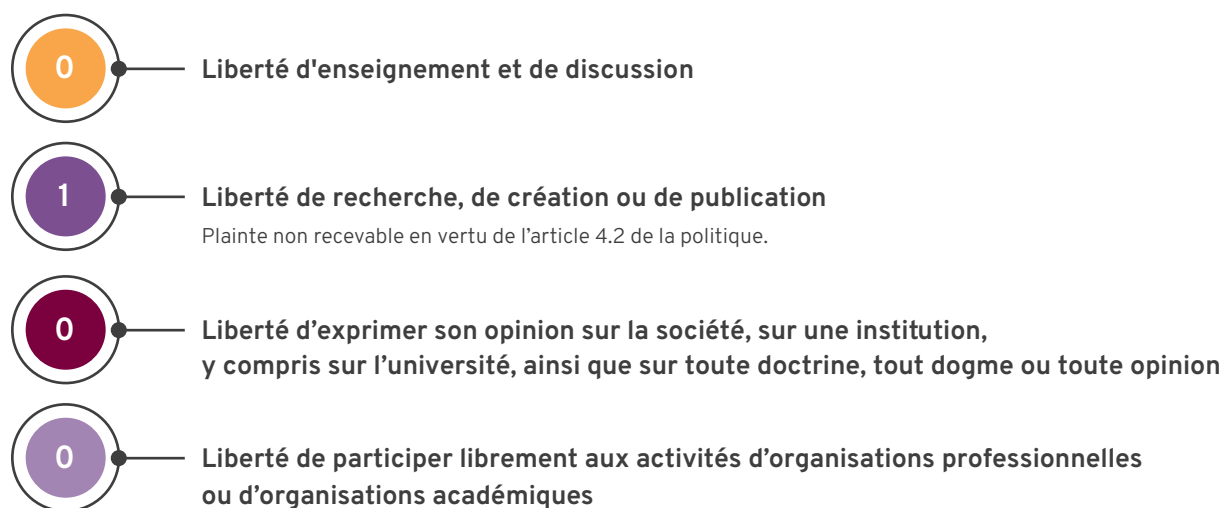 0
Liberté d'enseignement et de discussion
1
Liberté de recherche, de création ou de publication
Plainte non recevable en vertu de l’article 4.2 de la politique.
0
Liberté d’exprimer son opinion sur la société, sur une institution,
y compris sur l’université, ainsi que sur toute doctrine, tout dogme ou toute opinion
0
Liberté de participer librement aux activités d’organisations professionnelles
ou d’organisations académiques